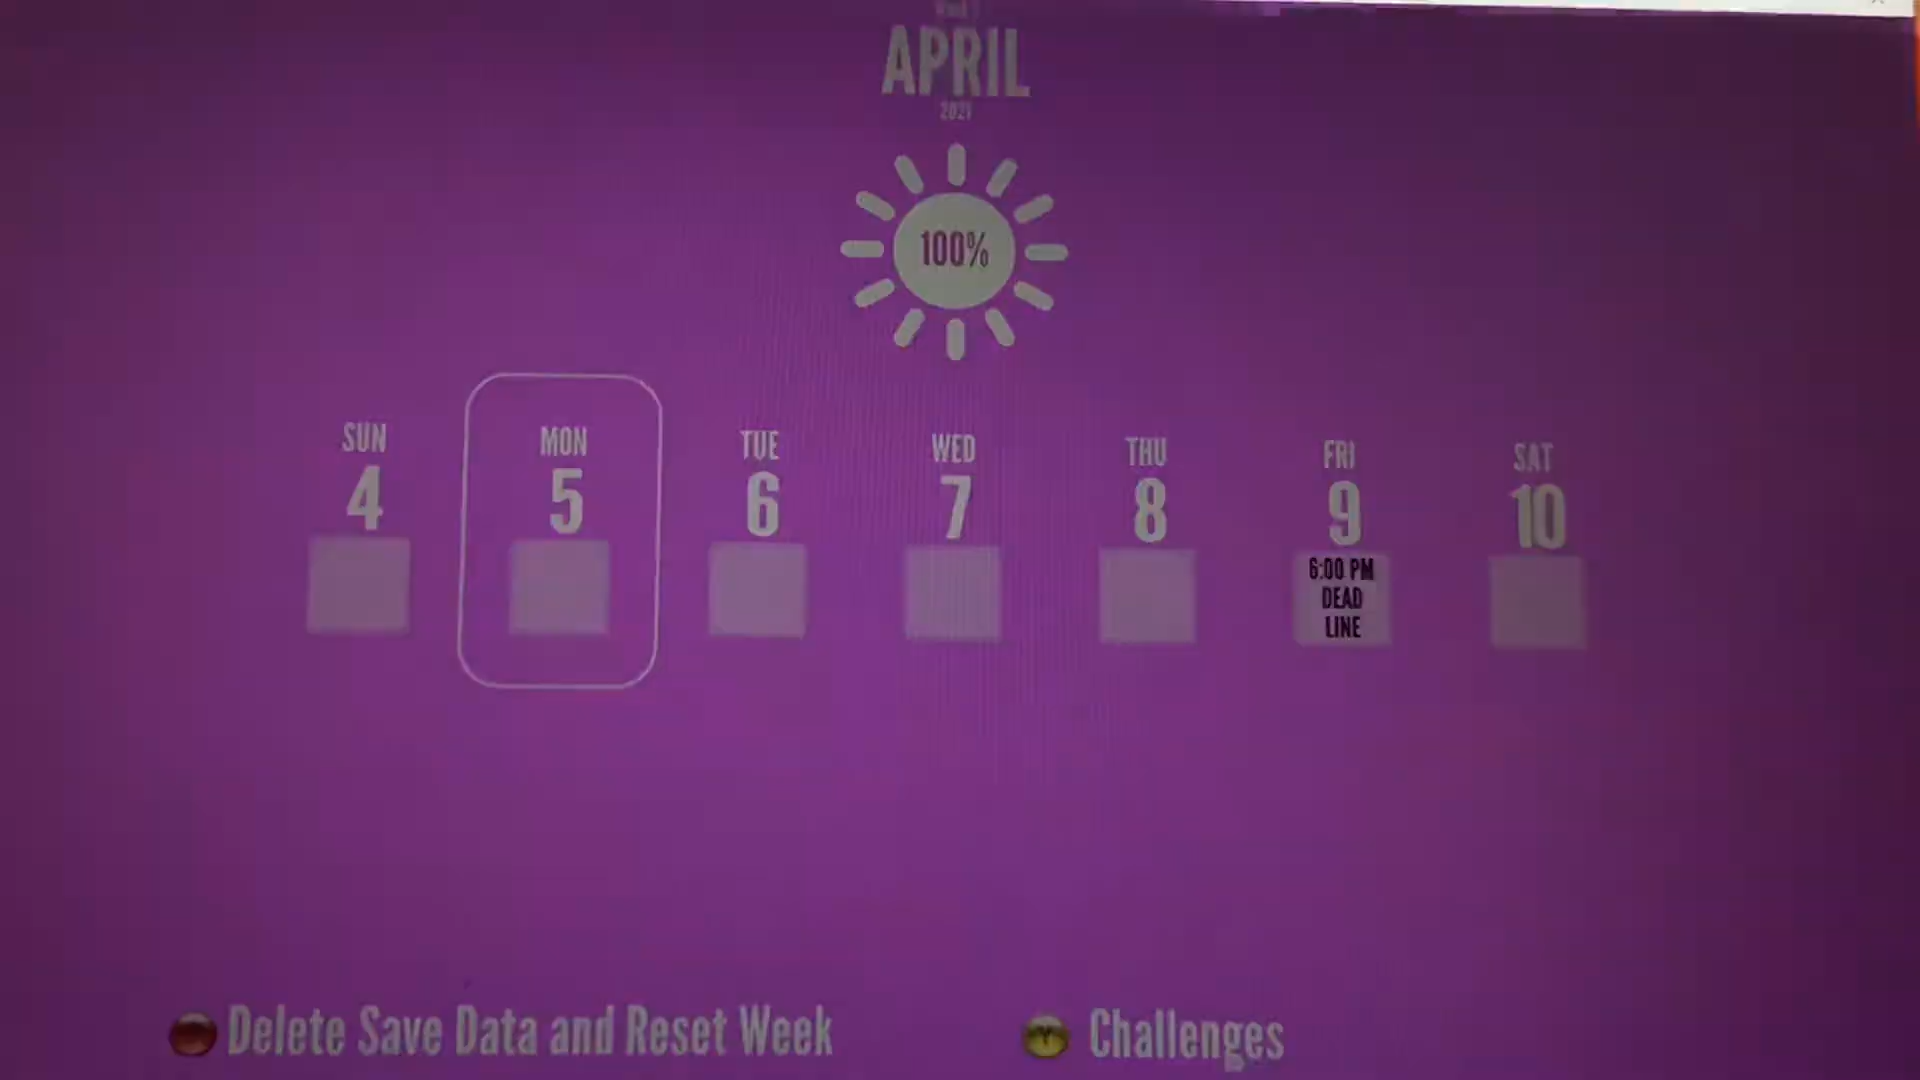 APRIL
2021
100%
SUN
4
MON
5
TUE
6
WED
7
THU
8
FRI
9
6:00 PM
DEAD
LINE
SAT
10
Delete Save Data and Reset Week
Y Challenges